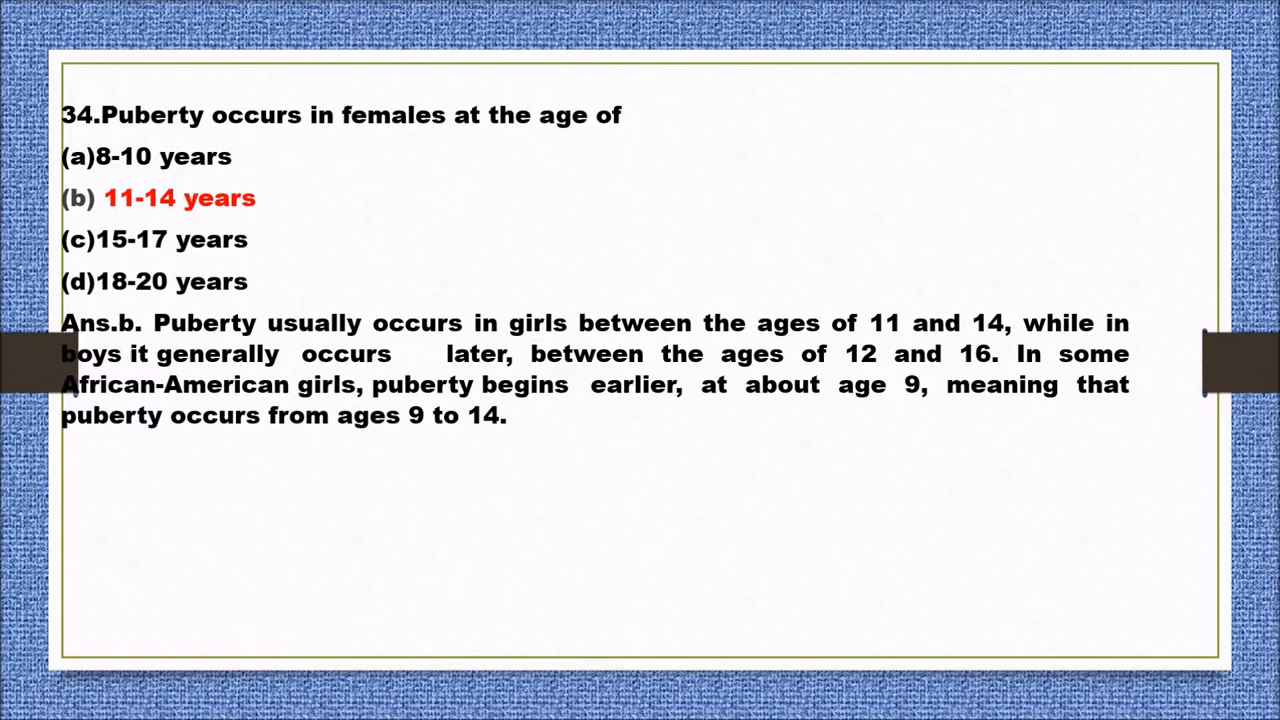 34.Puberty occurs in females at the age of
(a)8-10 years
(b) 11-14 years
(c)15-17 years
(d)18-20 years
Ans.b. Puberty usually occurs in girls between the ages of 11 and 14, while in
boys it generally occurs later, between the ages of 12 and 16. In some
African-American girls, puberty begins earlier, at about age 9, meaning that
puberty occurs from ages 9 to 14.